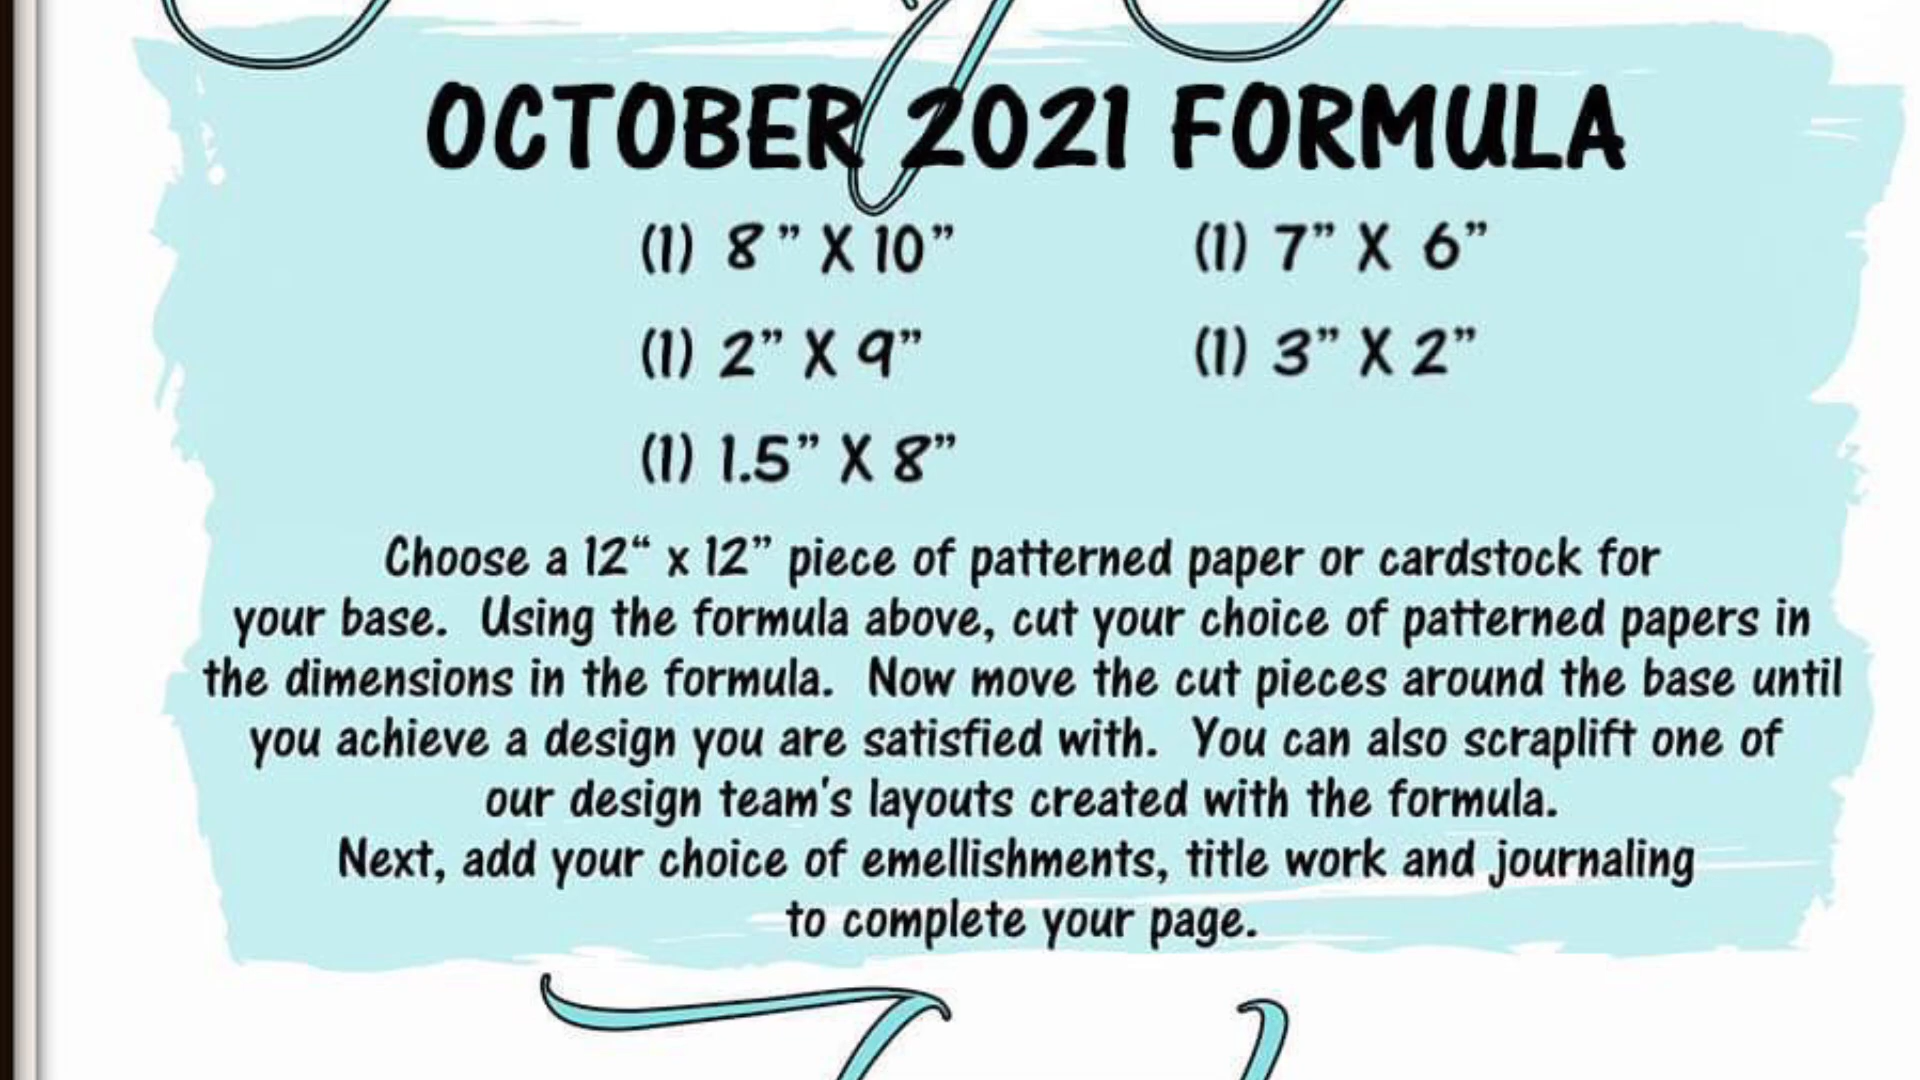 OCTOBER 2021 FORMULA
(1) 8" X 10" (1) 7" X 6"
(1) 2" X 9" (1) 3" X 2"
(1) 1.5" X 8"
Choose a 12“ x 12” piece of patterned paper or cardstock for
your base. Using the formula above, cut your choice of patterned papers in
the dimensions in the formula. Now move the cut pieces around the base until
you achieve a design you are satisfied with. You can also scraplift one of
our design team's layouts created with the formula.
Next, add your choice of emellishments, title work and journaling
to complete your page.